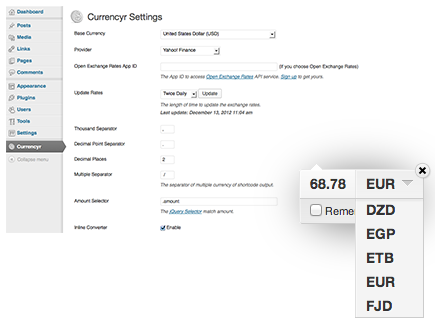 Dashboard
Posts
Media
Links
Pages
Comments
Appearance
Plugins
Users
Tools
Settings
Currencyr
Collapse menu
Currencyr Settings
Base Currency
United States Dollar (USD)
Provider
Yahoo! Finance
Open Exchange Rates App ID
(if you choose Open Exchange Rates)
The App ID to access Open Exchange Rates API service. Sign up to get yours.
Update Rates
Twice Daily
Update
The length of time to update the exchange rates.
Last update: December 13, 2012 11:04 am
Thousand Separator
Decimal Point Separator
Decimal Places
2
Multiple Separator
/
The separator of multiple currency of shortcode output.
Amount Selector
.amount
The jQuery Selector match amount.
Inline Converter
Enable
68.78
EUR
Reme
DZD
EGP
ETB
EUR
FJD